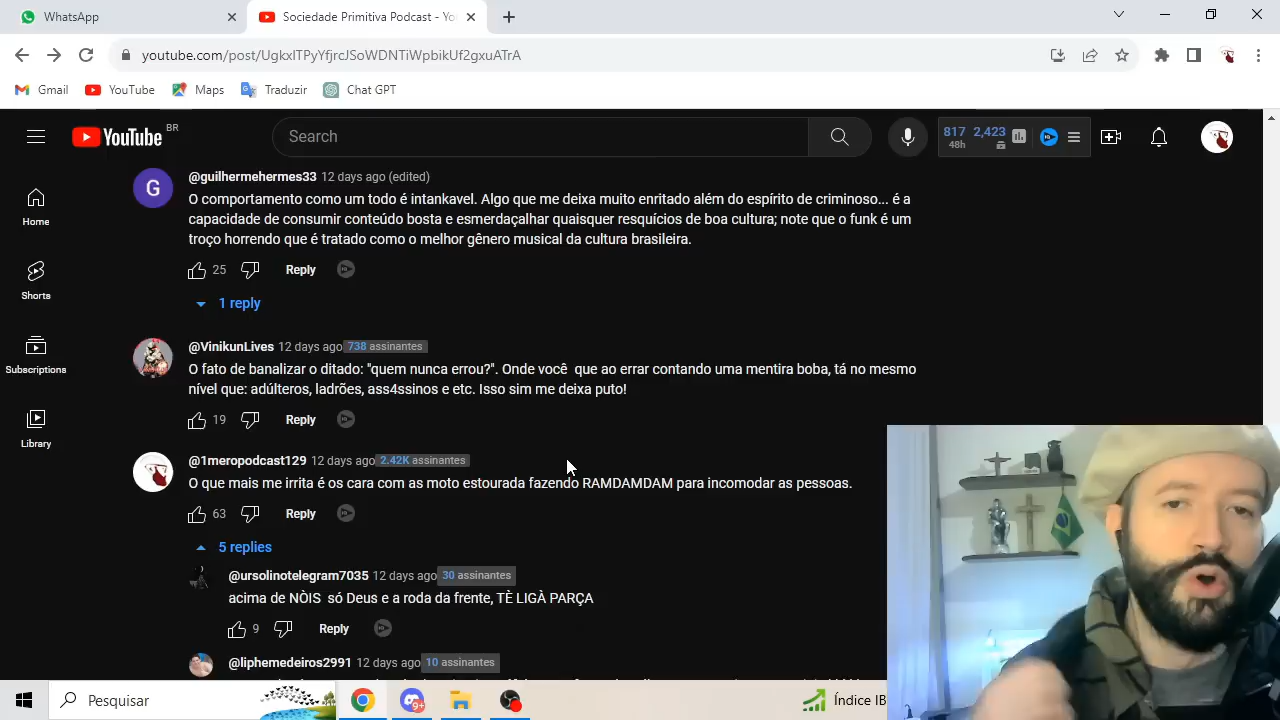 WhatsApp
Sociedade Primitiva Podcast - Yo
youtube.com/post/UgkxlTPyYfjrcJSoWDNTiWpbikUf2gxuATrA
Gmail YouTube Maps Traduzir Chat GPT
YouTube BR
Search
817 2,423
48h
Home
Shorts
Subscriptions
Library
G
@guilhermehermes33 12 days ago (edited)
O comportamento como um todo é intankavel. Algo que me deixa muito enritado além do espírito de criminoso... é a
capacidade de consumir conteúdo bosta e esmerdaçalhar quaisquer resquícios de boa cultura; note que o funk é um
troço horrendo que é tratado como o melhor gênero musical da cultura brasileira.
25 Reply
1 reply
@VinikunLives 12 days ago 738 assinantes
O fato de banalizar o ditado: "quem nunca errou?". Onde você que ao errar contando uma mentira boba, tá no mesmo
nível que: adúlteros, ladrões, ass4ssinos e etc. Isso sim me deixa puto!
19 Reply
@1meropodcast129 12 days ago 2.42K assinantes
O que mais me irrita é os cara com as moto estourada fazendo RAMDAMDAM para incomodar as pessoas.
63 Reply
5 replies
@ursolinotelegram7035 12 days ago 30 assinantes
acima de NÒIS só Deus e a roda da frente, TÈ LIGÀ PARÇA
9 Reply
@liphemedeiros2991 12 days ago 10 assinantes
Pesquisar
9+
Índice IB